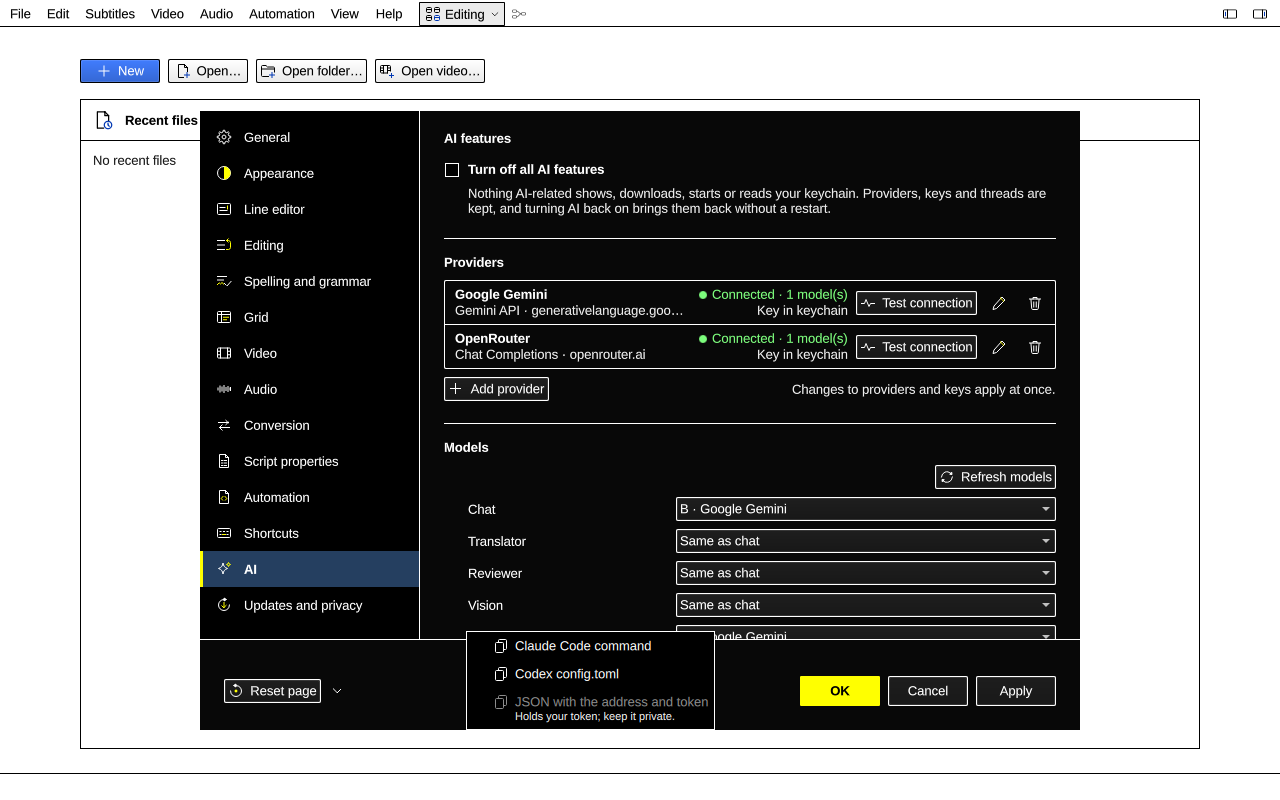 File Edit Subtitles Video Audio Automation View Help Editing
New Open… Open folder… Open video…
Recent files
No recent files
General
Appearance
Line editor
Editing
Spelling and grammar
Grid
Video
Audio
Conversion
Script properties
Automation
Shortcuts
AI
Updates and privacy
AI features
Turn off all AI features
Nothing AI-related shows, downloads, starts or reads your keychain. Providers, keys and threads are
kept, and turning AI back on brings them back without a restart.
Providers
Google Gemini Connected · 1 model(s)
Gemini API · generativelanguage.goo… Key in keychain
Test connection
OpenRouter Connected · 1 model(s)
Chat Completions · openrouter.ai Key in keychain
Test connection
Add provider Changes to providers and keys apply at once.
Models
Refresh models
Chat B · Google Gemini
Translator Same as chat
Reviewer Same as chat
Vision Same as chat
Gemini
Claude Code command
Codex config.toml
JSON with the address and token
Holds your token; keep it private.
Reset page OK Cancel Apply